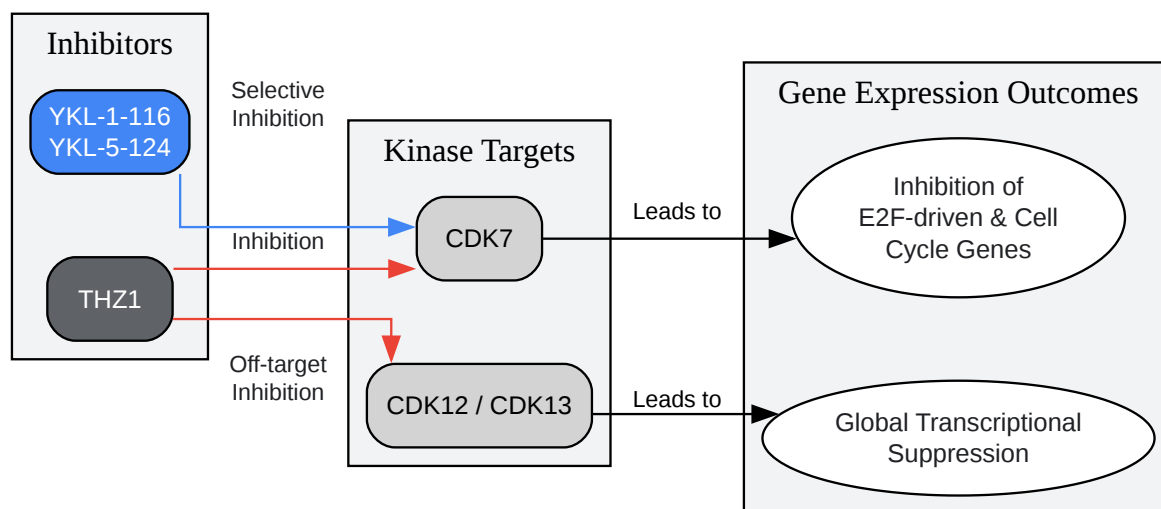 Inhibitors
YKL-1-116
YKL-5-124
THZ1
Selective
Inhibition
Inhibition
Off-target
Inhibition
Kinase Targets
CDK7
CDK12 / CDK13
Leads to
Leads to
Gene Expression Outcomes
Inhibition of
E2F-driven & Cell
Cycle Genes
Global Transcriptional
Suppression